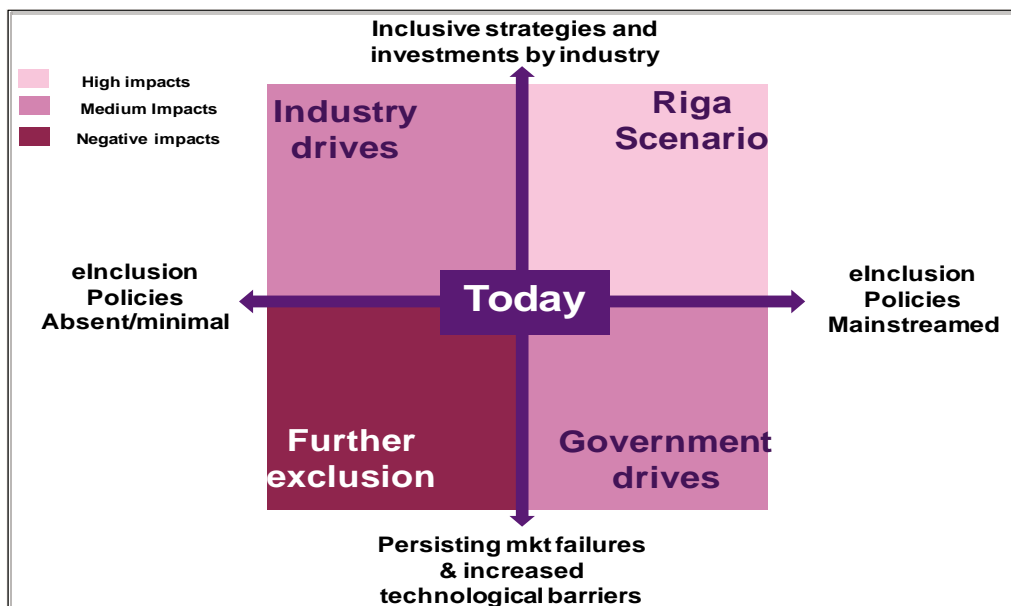 Inclusive strategies and
investments by industry
High impacts
Medium Impacts
Negative impacts
Industry
drives
Riga
Scenario
eInclusion
Policies
Absent/minimal
Today
eInclusion
Policies
Mainstreamed
Further
exclusion
Government
drives
Persisting mkt failures
& increased
technological barriers